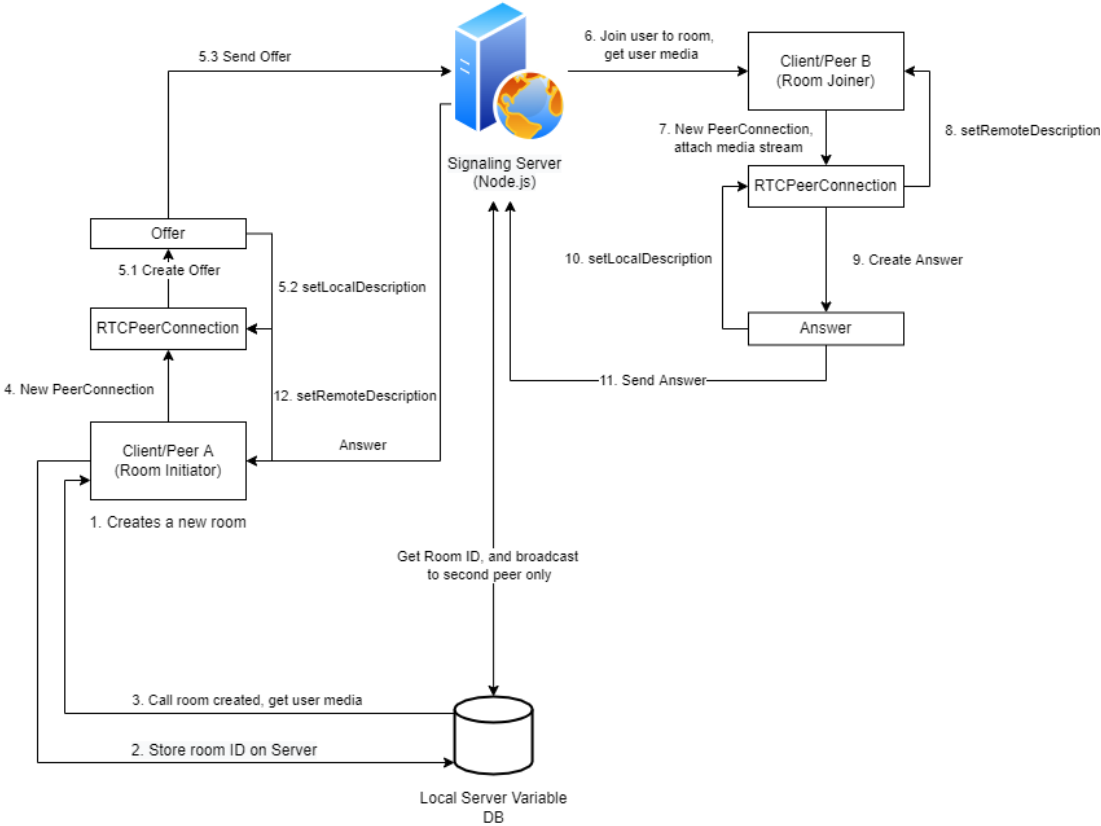 5.3 Send Offer
6. Join user to room,
get user media
Client/Peer B
(Room Joiner)
7. New PeerConnection,
attach media stream
8. setRemoteDescription
Signaling Server
(Node.js)
RTCPeerConnection
Offer
5.1 Create Offer
5.2 setLocalDescription
10. setLocalDescription
9. Create Answer
RTCPeerConnection
Answer
4. New PeerConnection
12. setRemoteDescription
11. Send Answer
Client/Peer A
(Room Initiator)
Answer
1. Creates a new room
Get Room ID, and broadcast
to second peer only
3. Call room created, get user media
2. Store room ID on Server
Local Server Variable
DB